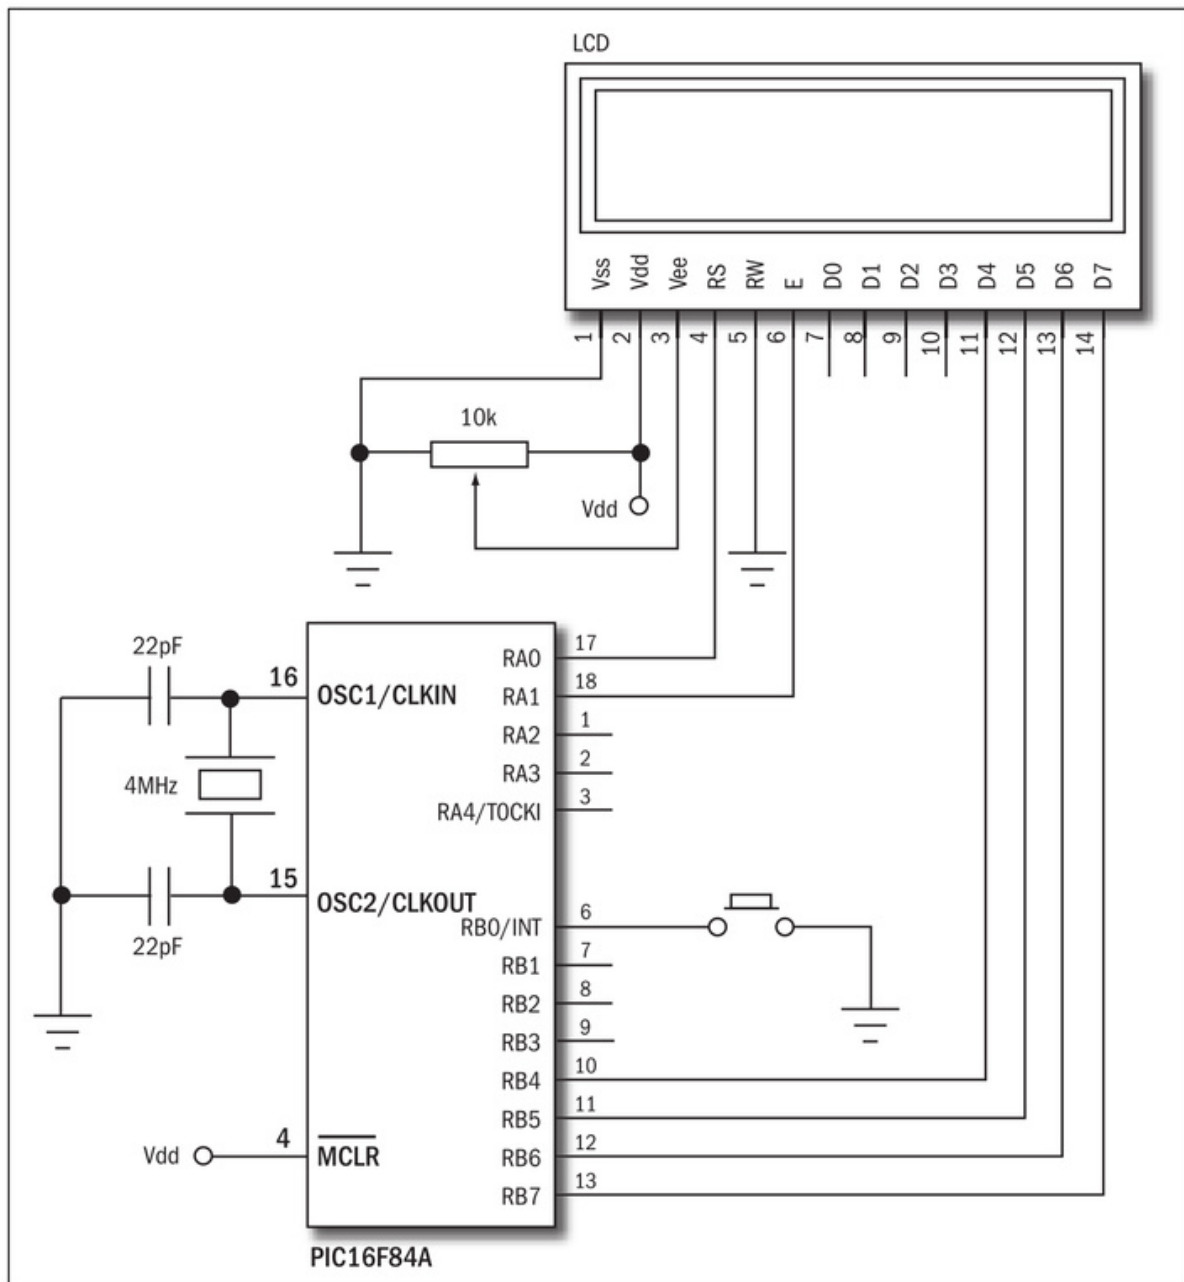 LCD
Vss
Vdd
Vee
RS
RW
E
D0
D1
D2
D3
D4
D5
D6
D7
1
2
3
4
5
6
7
8
9
10
11
12
13
14
10k
Vdd
22pF
16
OSC1/CLKIN
4MHz
15
OSC2/CLKOUT
22pF
Vdd
4
MCLR
RA0
17
RA1
18
RA2
1
RA3
2
RA4/TOCKI
3
RB0/INT
6
RB1
7
RB2
8
RB3
9
RB4
10
RB5
11
RB6
12
RB7
13
PIC16F84A